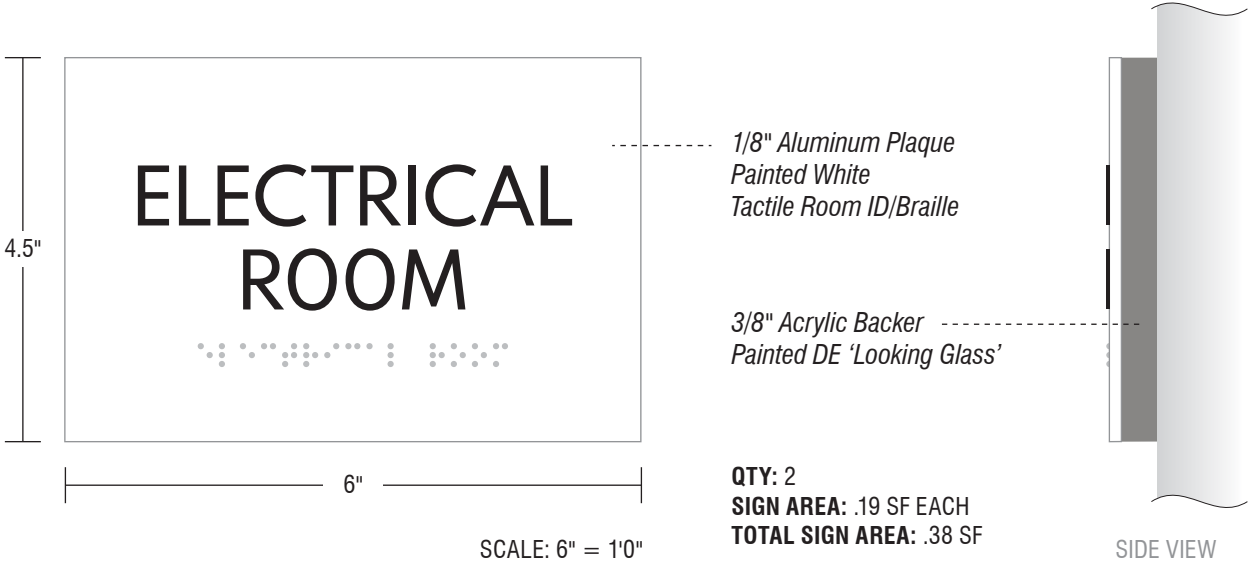 4.5"
ELECTRICAL
ROOM
6"
SCALE: 6" = 1'0"
1/8" Aluminum Plaque
Painted White
Tactile Room ID/Braille
3/8" Acrylic Backer
Painted DE ‘Looking Glass’
QTY: 2
SIGN AREA: .19 SF EACH
TOTAL SIGN AREA: .38 SF
SIDE VIEW